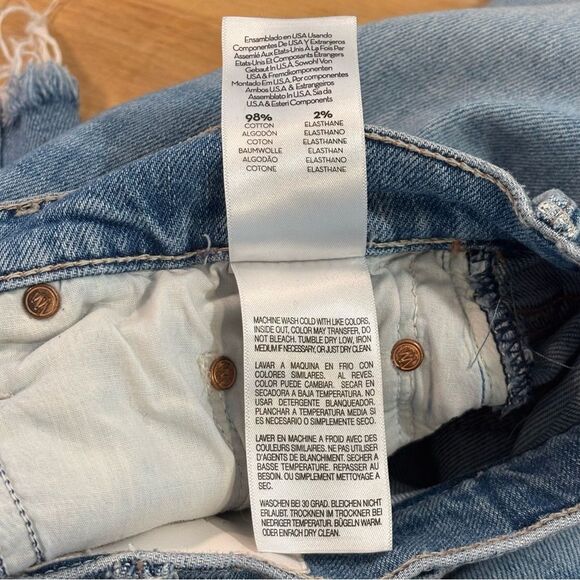 Ensamblado en USA Usando
Componentes De USA Y Extranjeros
Assemlé Aux Etats-Unis À La Fois Par
Etats-Unis Et Composants Étrangers
Gebaut In U.S.A. Sowohl Von
USA & Fremdkomponenten
Montado Em U.S.A. Por componentes
Ambos U.S.A & Estrangeiras
Assemblato In U.S.A. Sia da
U.S.A & Esteri Components
98% 2%
COTTON ELASTHANE
ALGODÓN ELASTHANO
COTON ELASTHANNE
BAUMWOLLE ELASTHAN
ALGODÃO ELASTHANO
COTONE ELASTHANE
MACHINE WASH COLD WITH LIKE COLORS,
INSIDE OUT, COLOR MAY TRANSFER, DO
NOT BLEACH. TUMBLE DRY LOW, IRON
MEDIUM IF NECESSARY, OR JUST DRY CLEAN.
LAVAR A MAQUINA EN FRIO CON
COLORES SIMILARES. AL REVES.
COLOR PUEDE CAMBIAR. SECAR EN
SECADORA A BAJA TEMPERATURA. NO
USAR DETERGENTE BLANQUEADOR.
PLANCHAR A TEMPERATURA MEDIA SI
ES NECESARIO O SIMPLEMENTE SECO.
LAVER EN MACHINE A FROID AVEC DES
COULEURS SIMILAIRES. NE PAS UTILISER
D'AGENTS DE BLANCHIMENT. SECHER A
BASSE TEMPERATURE. REPASSER AU
BESOIN. OU SIMPLEMENT METTOYAGE A
SEC.
WASCHEN BEI 30 GRAD. BLEICHEN NICHT
ERLAUBT. TROCKNEN IM TROCKNER BEI
NIEDRIGER TEMPERATUR. BÜGELN WARM.
ODER EINFACH DRY CLEAN.